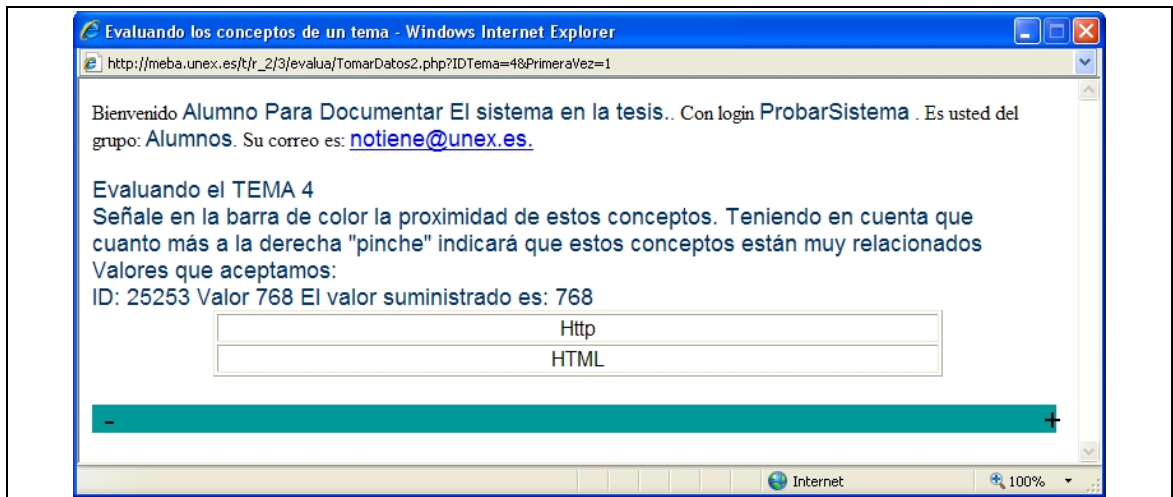 Evaluando los conceptos de un tema - Windows Internet Explorer
http://meba.unex.es/t/r_2/3/evalua/TomarDatos2.php?IDTema=4&PrimeraVez=1
Bienvenido Alumno Para Documentar El sistema en la tesis.. Con login ProbarSistema . Es usted del
grupo: Alumnos. Su correo es: notiene@unex.es.
Evaluando el TEMA 4
Señale en la barra de color la proximidad de estos conceptos. Teniendo en cuenta que
cuanto más a la derecha "pinche" indicará que estos conceptos están muy relacionados
Valores que aceptamos:
ID: 25253 Valor 768 El valor suministrado es: 768
Http
HTML
- +
Internet 100%